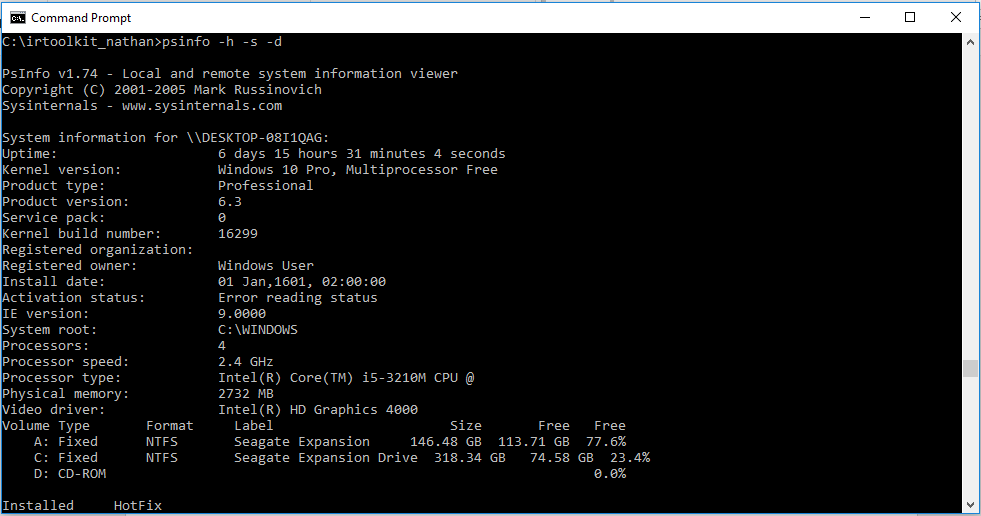 Command Prompt
C:\irtoolkit_nathan>psinfo -h -s -d
PsInfo v1.74 - Local and remote system information viewer
Copyright (C) 2001-2005 Mark Russinovich
Sysinternals - www.sysinternals.com
System information for \\DESKTOP-08I1QAG:
Uptime: 6 days 15 hours 31 minutes 4 seconds
Kernel version: Windows 10 Pro, Multiprocessor Free
Product type: Professional
Product version: 6.3
Service pack: 0
Kernel build number: 16299
Registered organization:
Registered owner: Windows User
Install date: 01 Jan,1601, 02:00:00
Activation status: Error reading status
IE version: 9.0000
System root: C:\WINDOWS
Processors: 4
Processor speed: 2.4 GHz
Processor type: Intel(R) Core(TM) i5-3210M CPU @
Physical memory: 2732 MB
Video driver: Intel(R) HD Graphics 4000
Volume Type Format Label Size Free Free
A: Fixed NTFS Seagate Expansion 146.48 GB 113.71 GB 77.6%
C: Fixed NTFS Seagate Expansion Drive 318.34 GB 74.58 GB 23.4%
D: CD-ROM 0.0%
Installed HotFix